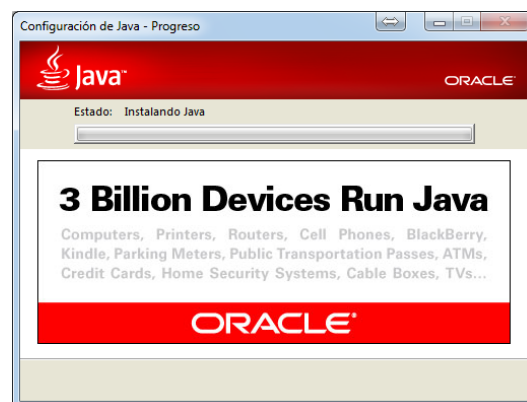 Configuración de Java - Progreso
Java™
ORACLE
Estado: Instalando Java
3 Billion Devices Run Java
Computers, Printers, Routers, Cell Phones, BlackBerry,
Kindle, Parking Meters, Public Transportation Passes, ATMs,
Credit Cards, Home Security Systems, Cable Boxes, TVs...
ORACLE®